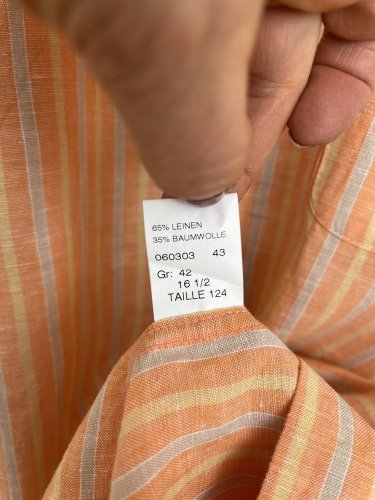 65% LEINEN
35% BAUMWOLLE
060303 43
Gr: 42
16 1/2
TAILLE 124